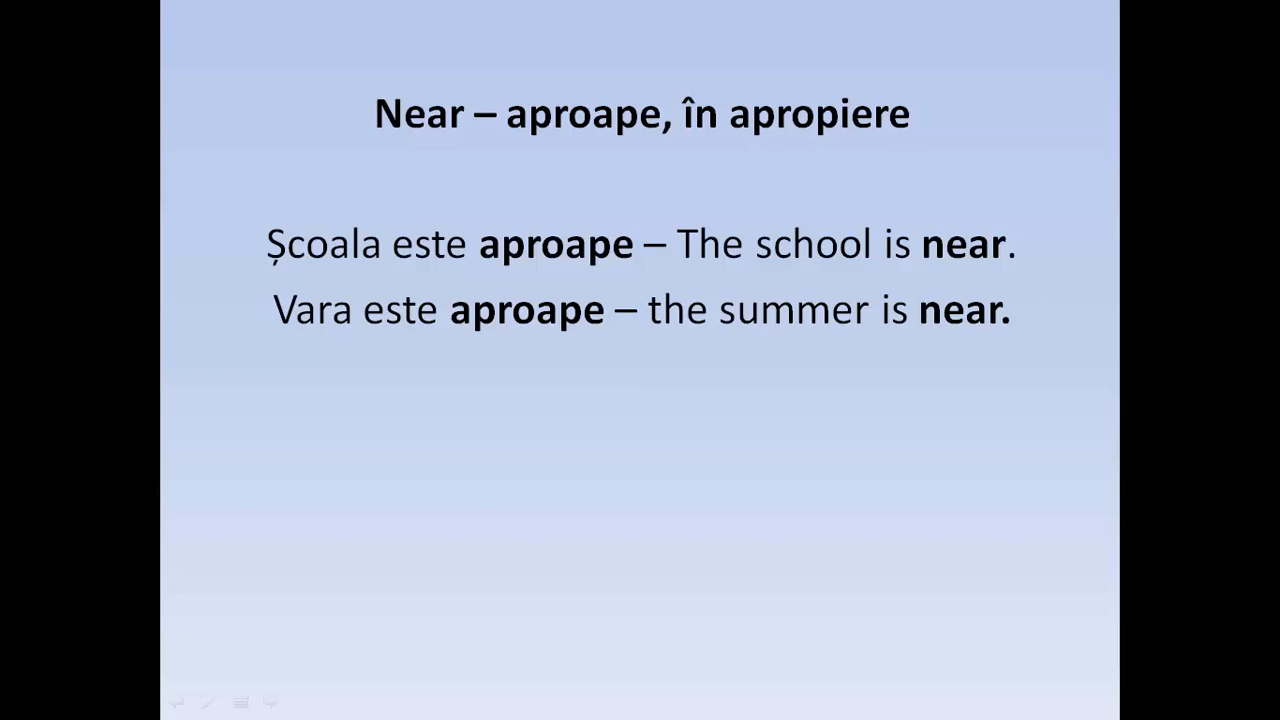 Near – aproape, în apropiere
Școala este aproape – The school is near.
Vara este aproape – the summer is near.